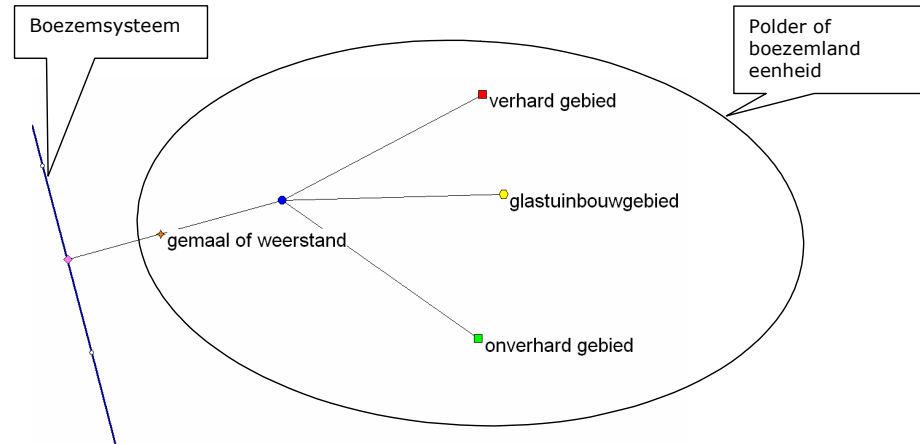 Boezemsysteem
Polder of
boezemland
eenheid
verhard gebied
glastuinbouwgebied
gemaal of weerstand
onverhard gebied